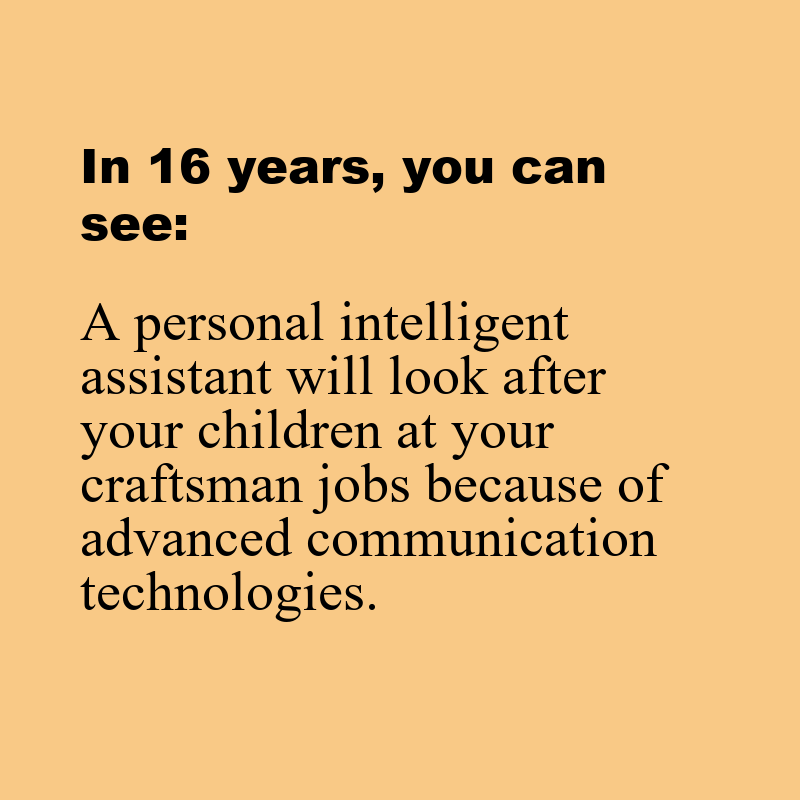 In 16 years, you can
see:
A personal intelligent
assistant will look after
your children at your
craftsman jobs because of
advanced communication
technologies.